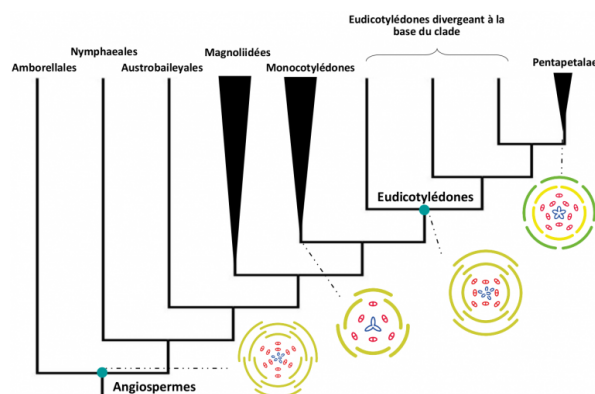 Eudicotylédones divergeant à la
base du clade
Nymphaeales
Magnoliidées
Amborellales
Austrobaileyales
Monocotylédones
Pentapetalae
Eudicotylédones
Angiospermes